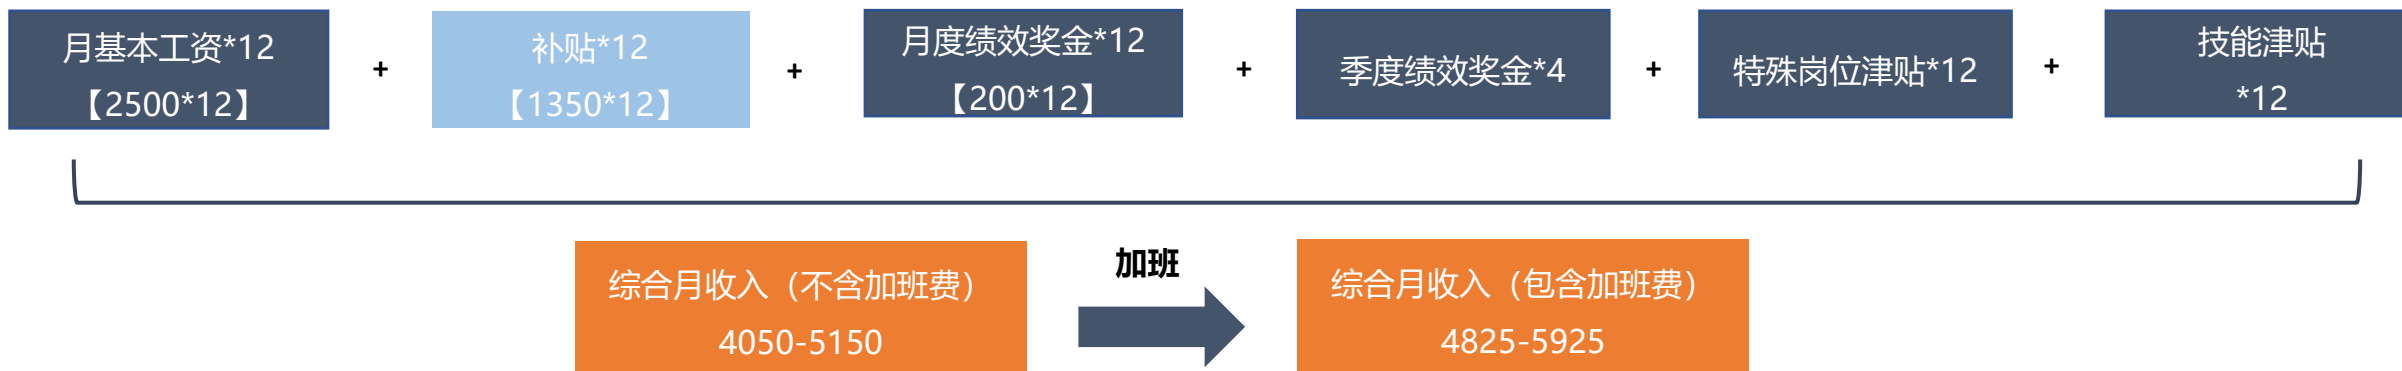 月基本工资*12
【2500*12】
+
补贴*12
【1350*12】
+
月度绩效奖金*12
【200*12】
+
季度绩效奖金*4
+
特殊岗位津贴*12
+
技能津贴
*12
综合月收入（不含加班费）
4050-5150
加班
综合月收入（包含加班费）
4825-5925